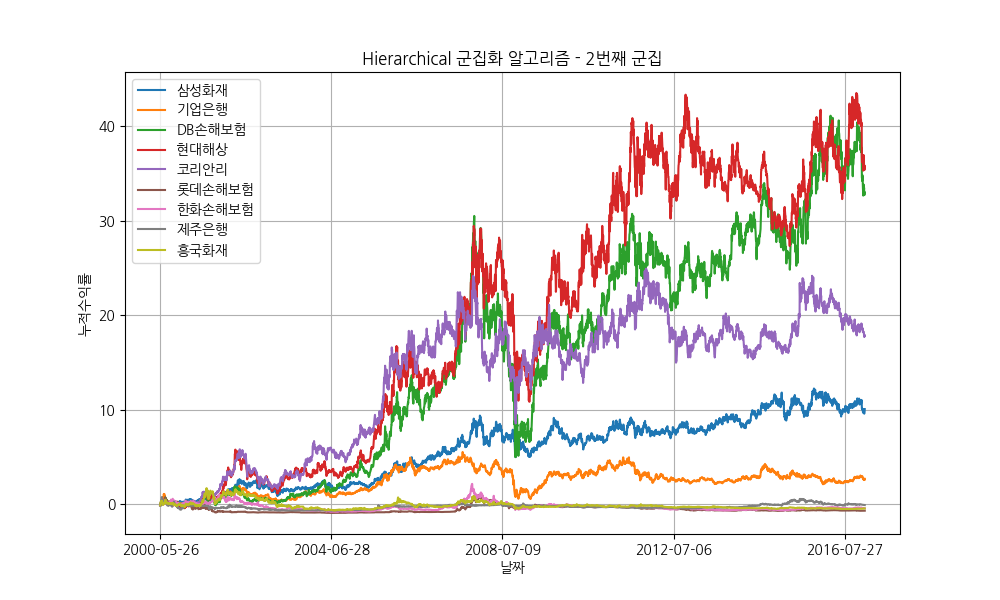 Hierarchical 군집화 알고리즘 - 2번째 군집
삼성화재
기업은행
DB손해보험
현대해상
코리안리
롯데손해보험
한화손해보험
제주은행
흥국화재
누적수익률
40
30
20
10
0
2000-05-26
2004-06-28
2008-07-09
2012-07-06
2016-07-27
날짜